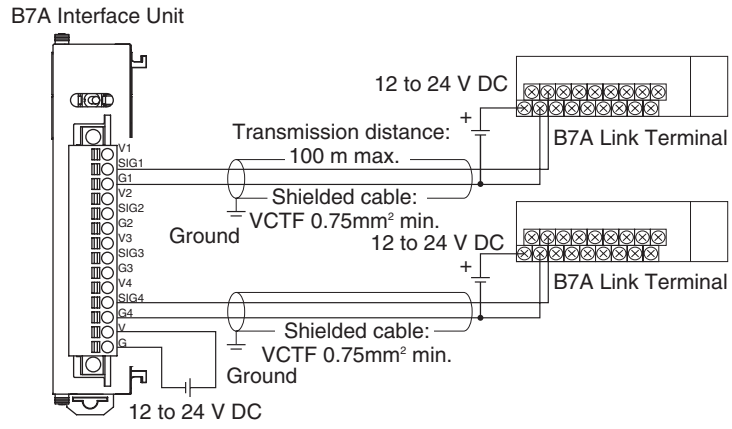 B7A Interface Unit
12 to 24 V DC
+
B7A Link Terminal
Transmission distance:
100 m max.
V1
SIG1
G1
V2
SIG2
G2
V3
SIG3
G3
V4
SIG4
G4
V
G
Shielded cable:
VCTF 0.75mm² min.
Ground
12 to 24 V DC
+
B7A Link Terminal
Shielded cable:
VCTF 0.75mm² min.
Ground
12 to 24 V DC